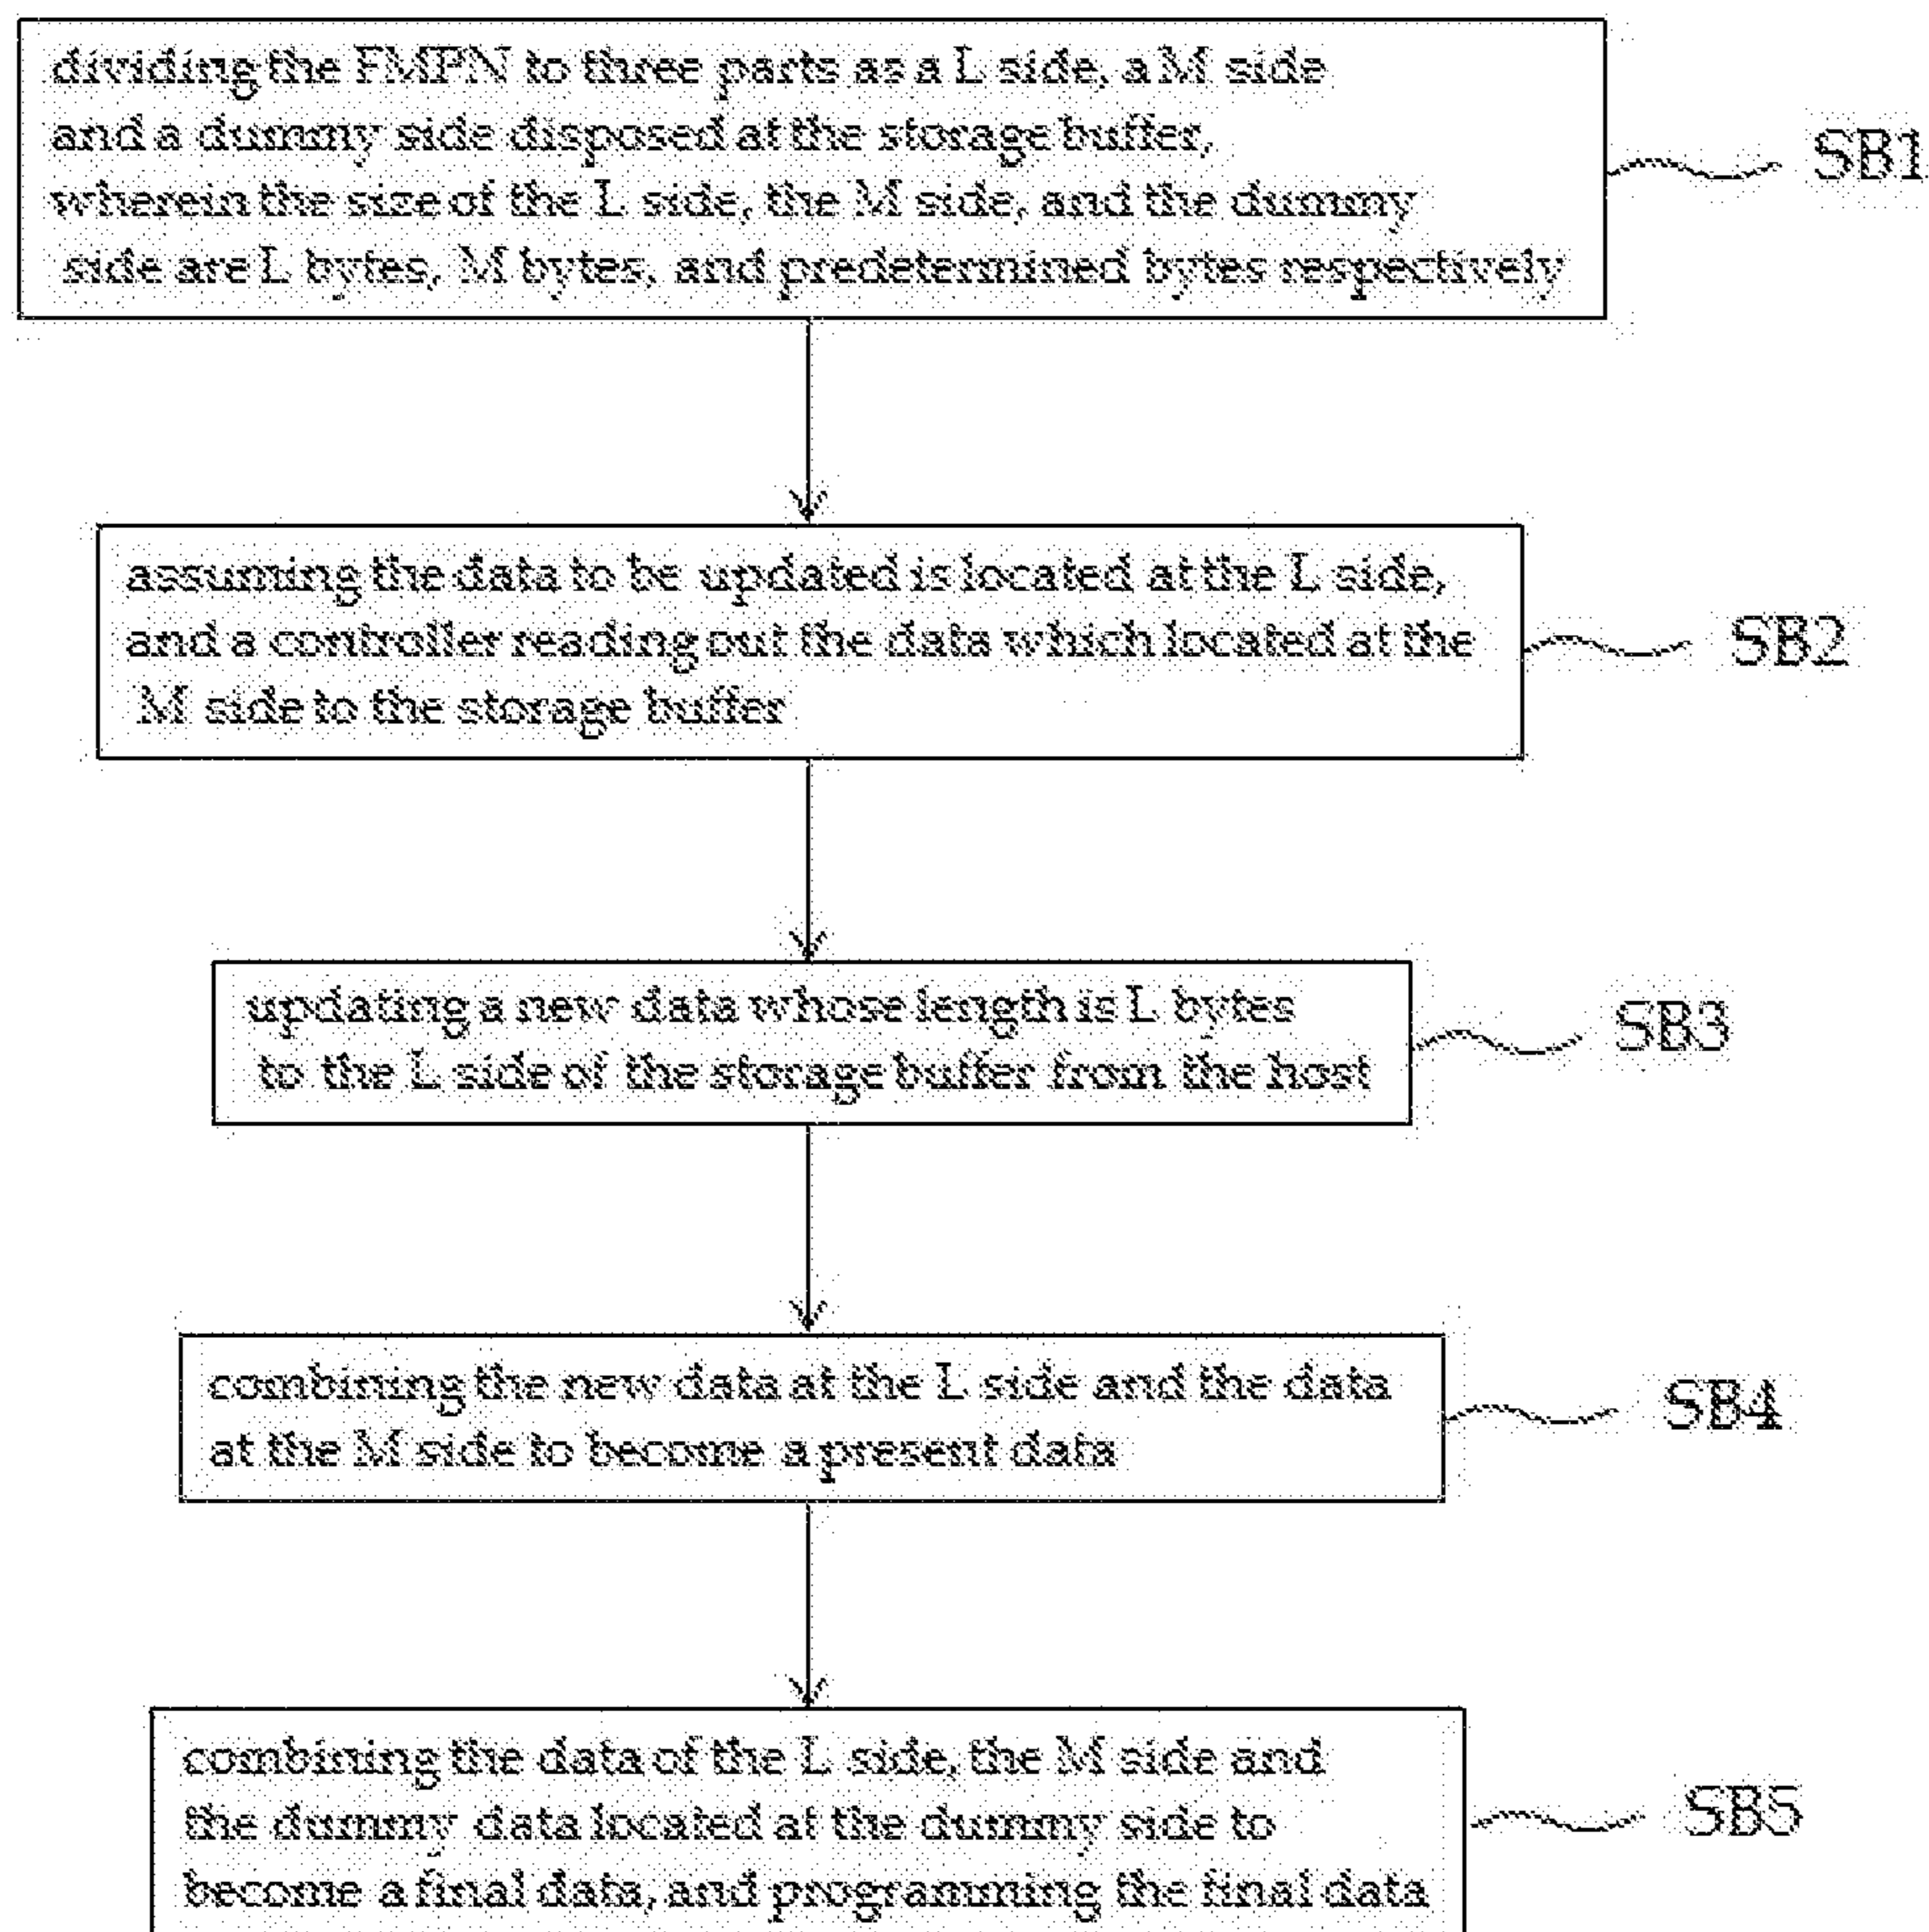 dividing the FMPN to three parts as a L side, a M side
and a dummy side disposed at the storage buffer,
wherein the size of the L side, the M side, and the dummy
side are L bytes, M bytes, and predetermined bytes respectively
SB1
assuming the data to be updated is located at the L side,
and a controller reading out the data which located at the
M side to the storage buffer
SB2
updating a new data whose length is L bytes
to the L side of the storage buffer from the host
SB3
combining the new data at the L side and the data
at the M side to become a present data
SB4
combining the data of the L side, the M side and
the dummy data located at the dummy side to
become a final data, and programming the final data
SB5